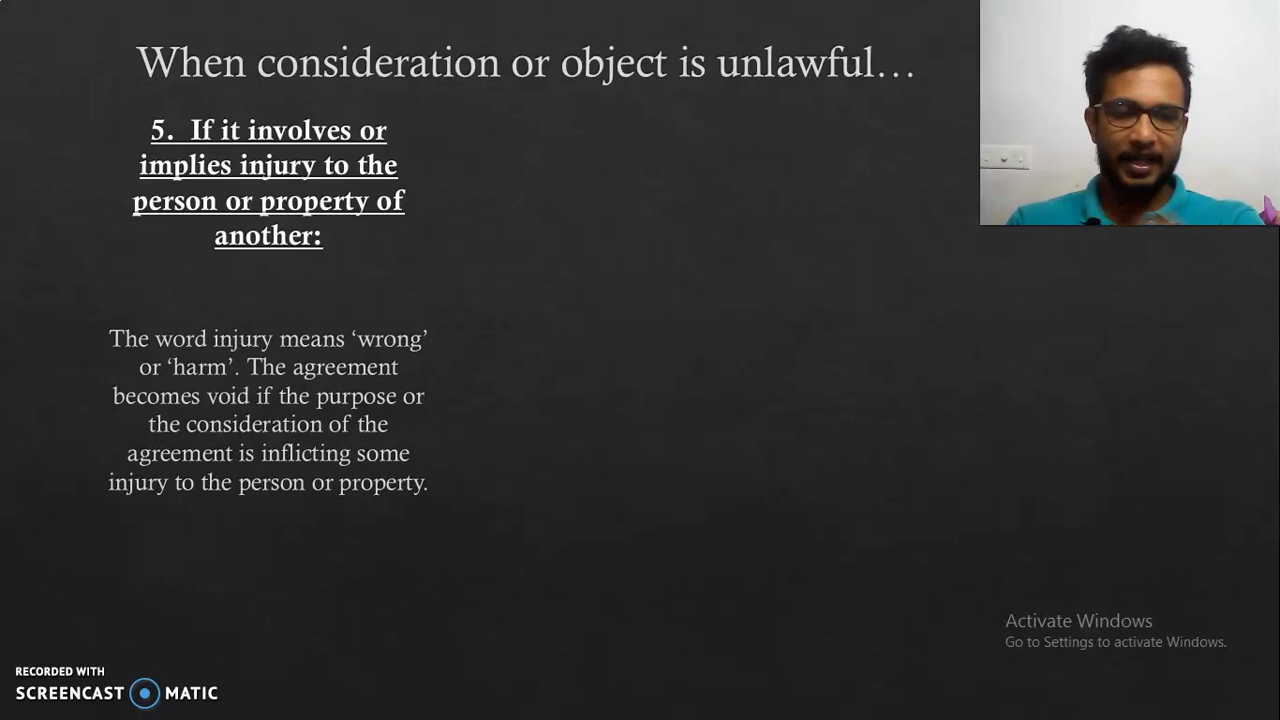 When consideration or object is unlawful…
5. If it involves or
implies injury to the
person or property of
another:
The word injury means ‘wrong’
or ‘harm’. The agreement
becomes void if the purpose or
the consideration of the
agreement is inflicting some
injury to the person or property.
Activate Windows
Go to Settings to activate Windows.
RECORDED WITH
SCREENCAST MATIC